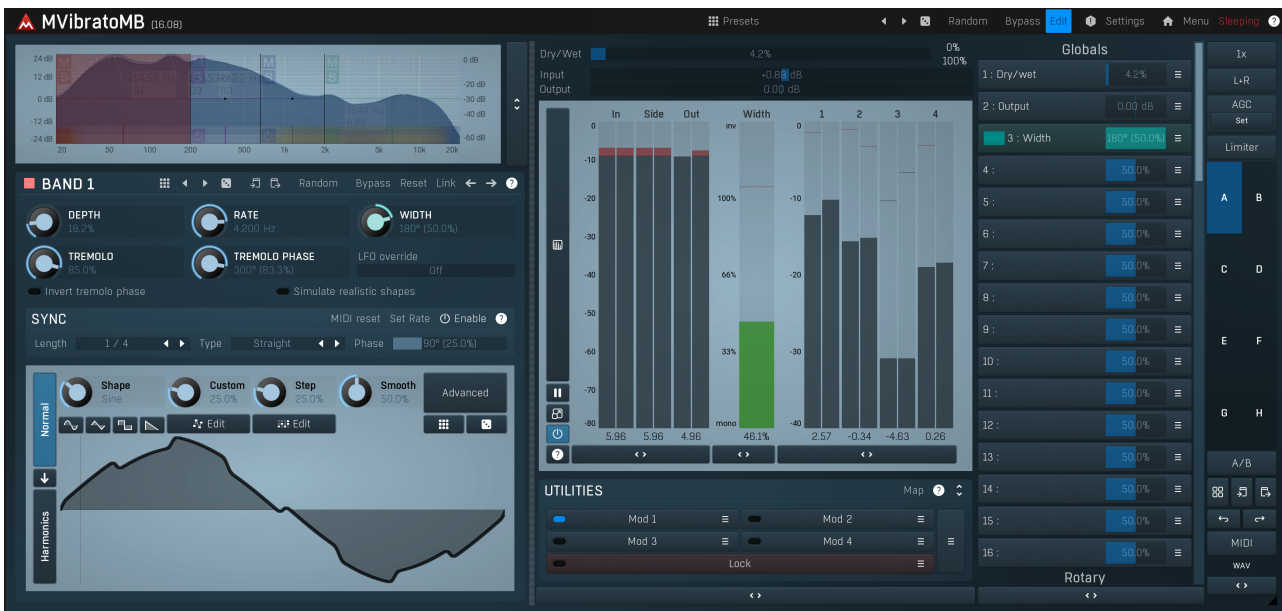 MVibratoMB (16.08)
Presets
Random Bypass Edit Settings Menu Sleeping ?
24 dB
12 dB
0 dB
-12 dB
-24 dB
M M M M
S S S S
0 dB
-20 dB
-30 dB
-40 dB
-60 dB
20 50 100 200 500 1k 2k 5k 10k 20k
BAND 1
Random Bypass Reset Link ?
DEPTH
18.2%
RATE
4.200 Hz
WIDTH
180° (50.0%)
TREMOLO
85.0%
TREMOLO PHASE
300° (83.3%)
LFO override
Off
Invert tremolo phase
Simulate realistic shapes
SYNC
MIDI reset Set Rate Enable ?
Length 1 / 4 Type Straight Phase 90° (25.0%)
Normal
Harmonics
Shape
Sine
Custom
25.0%
Step
25.0%
Smooth
50.0%
Advanced
Edit
Edit
Dry/Wet 4.2%
0%
100%
Input +0.88 dB
Output 0.00 dB
In Side Out Width 1 2 3 4
0
-10
-20
-30
-40
-50
-60
-70
-80
inv
100%
66%
33%
mono
0
-10
-20
-30
-40
5.96 5.96 4.96 46.1% 2.57 -0.34 -4.63 0.26
?
UTILITIES
Map ?
Mod 1
Mod 2
Mod 3
Mod 4
Lock
Globals
1 : Dry/wet 4.2%
2 : Output 0.00 dB
3 : Width 180° (50.0%)
4 : 50.0%
5 : 50.0%
6 : 50.0%
7 : 50.0%
8 : 50.0%
9 : 50.0%
10 : 50.0%
11 : 50.0%
12 : 50.0%
13 : 50.0%
14 : 50.0%
15 : 50.0%
16 : 50.0%
Rotary
1x
L+R
AGC
Set
Limiter
A B
C D
E F
G H
A/B
MIDI
WAV